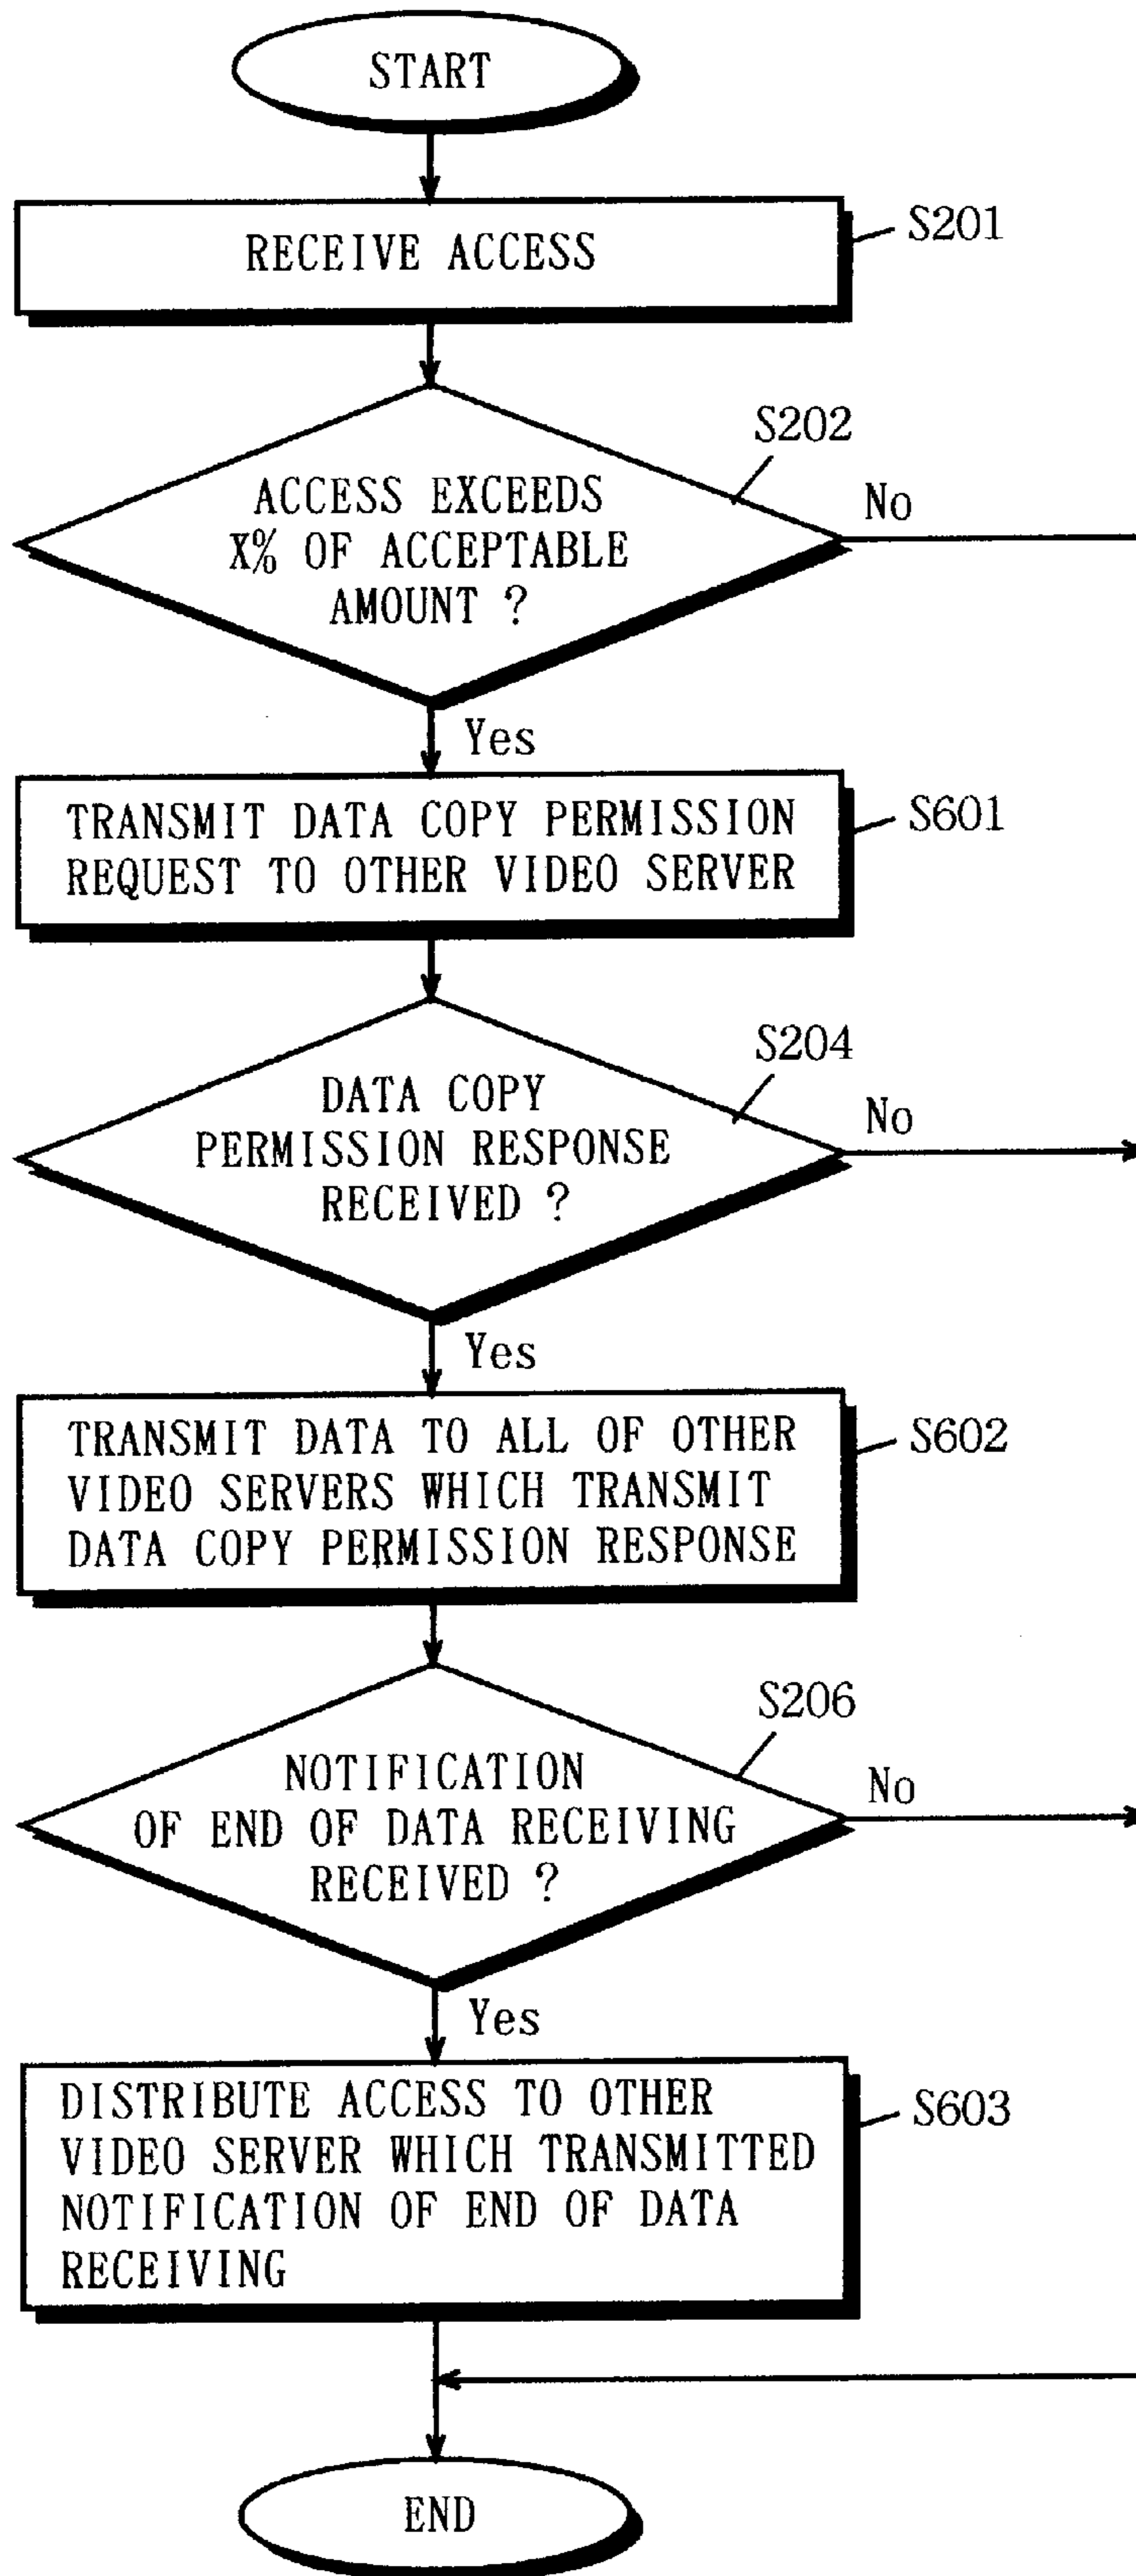 START
RECEIVE ACCESS
S201
ACCESS EXCEEDS
X% OF ACCEPTABLE
AMOUNT ?
S202
No
Yes
TRANSMIT DATA COPY PERMISSION
REQUEST TO OTHER VIDEO SERVER
S601
DATA COPY
PERMISSION RESPONSE
RECEIVED ?
S204
No
Yes
TRANSMIT DATA TO ALL OF OTHER
VIDEO SERVERS WHICH TRANSMIT
DATA COPY PERMISSION RESPONSE
S602
NOTIFICATION
OF END OF DATA RECEIVING
RECEIVED ?
S206
No
Yes
DISTRIBUTE ACCESS TO OTHER
VIDEO SERVER WHICH TRANSMITTED
NOTIFICATION OF END OF DATA
RECEIVING
S603
END